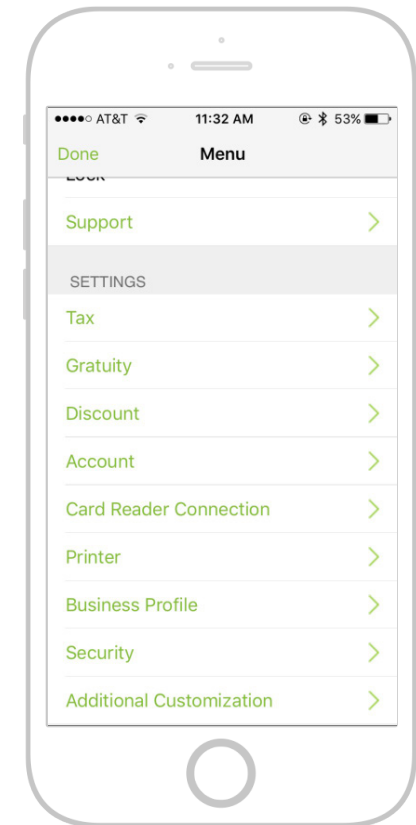 AT&T 11:32 AM 53%
Done Menu
Support
SETTINGS
Tax
Gratuity
Discount
Account
Card Reader Connection
Printer
Business Profile
Security
Additional Customization